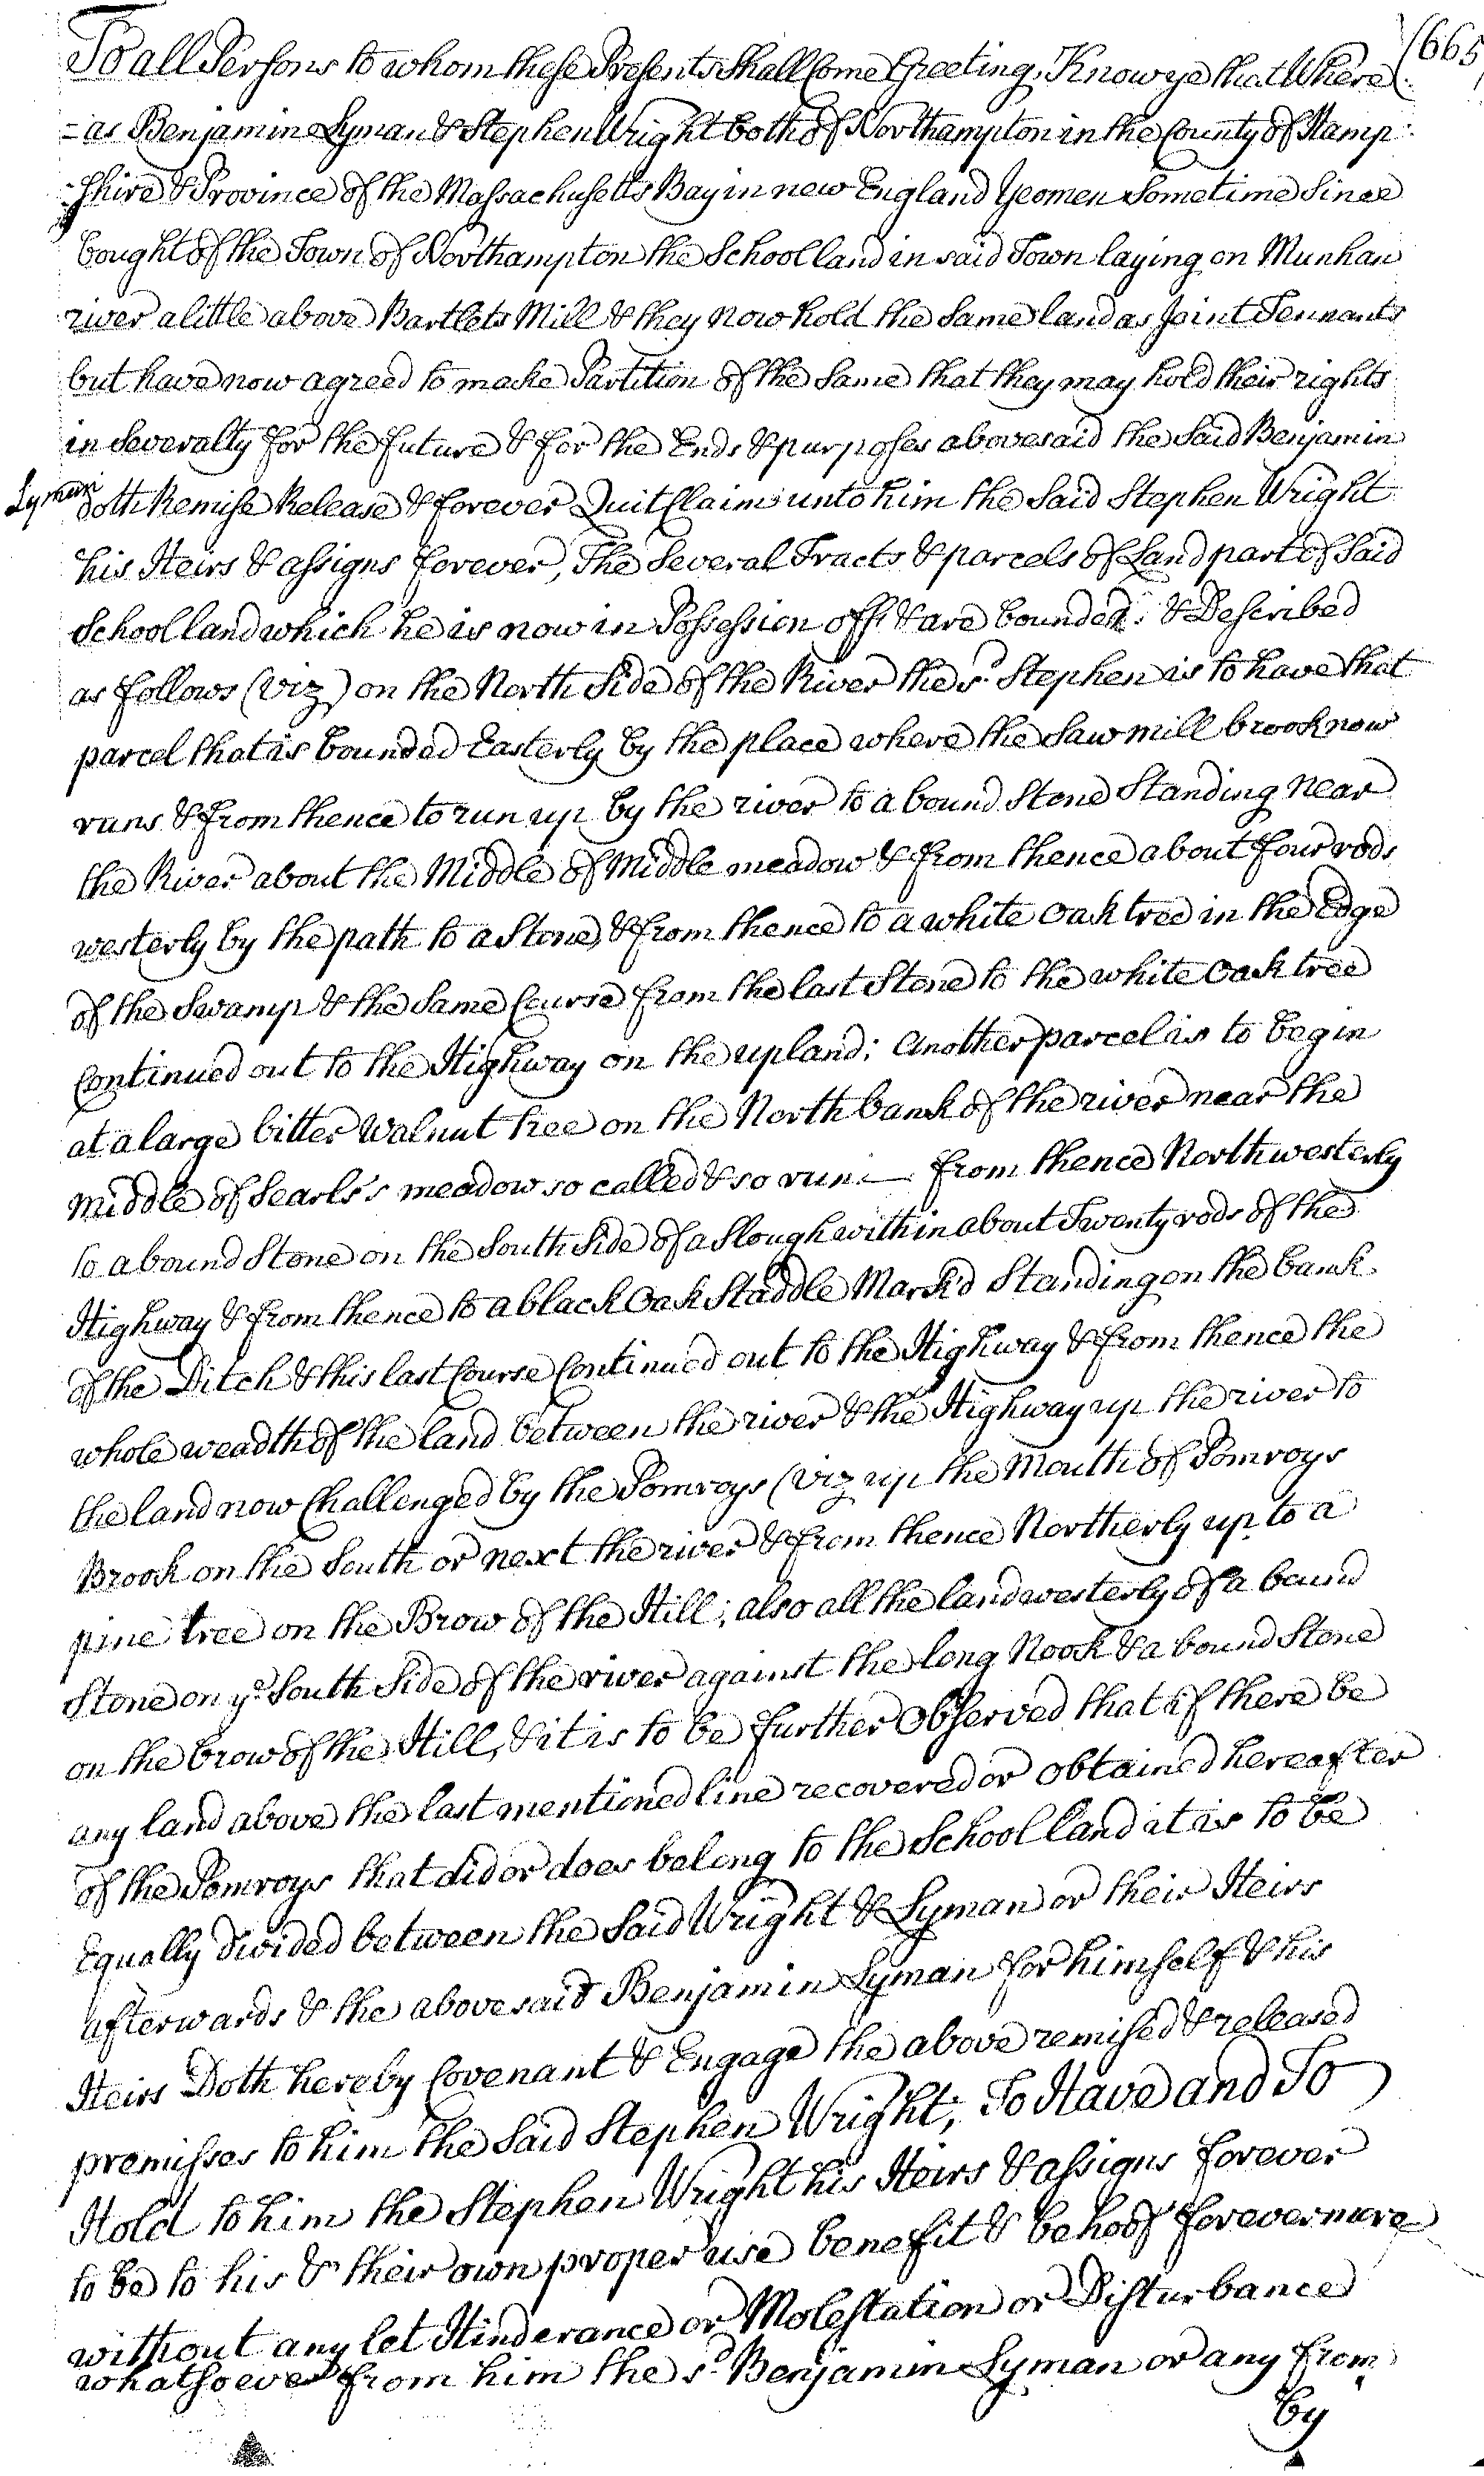 (665
To all Persons to whom these Presents Shall Come Greeting, Know ye that Where
=as Benjamin Lyman & Stephen Wright both of Northampton in the County of Hamp-
-shire & Province of the Massachusetts Bay in new England Yeomen Sometime Since
bought of the Town of Northampton the School land in said Town laying on Munhan
river a little above Bartlets Mill & they now hold the Same land as Joint Tennants
but have now agreed to make Partition of the Same that they may hold their rights
in Severalty for the future & for the Ends & purposes abovesaid the Said Benjamin
Lyman
doth Remise Release & forever Quit Claim unto him the Said Stephen Wright
his Heirs & assigns forever, The Several Tracts & parcels of Land part of Said
School land which he is now in Possession off & are bounded & Described
as follows (viz) on the North Side of the River the sd. Stephen is to have that
parcel that is bounded Easterly by the place where the Saw mill brook now
runs & from thence to run up by the river to a bound Stone Standing Near
the River about the Middle of Middle meadow & from thence about four rods
westerly by the path to a Stone, & from thence to a white Oak tree in the Edge
of the Swamp & the Same Course from the last Stone to the white Oak tree
Continued out to the Highway on the upland; Another parcel is to begin
at a large bitter Walnut tree on the North bank of the river near the
Middle of Searls's meadow so called & so run — from thence Northwesterly
to a bound Stone on the South Side of a Slough within about Twenty rods of the
Highway & from thence to a black Oak Staddle Mark'd Standing on the bank
of the Ditch & this last Course Continued out to the Highway & from thence the
whole weadth of the land between the river & the Highway up the river to
the land now Challenged by the Pomroys (viz up the Mouth of Pomroys
Brook on the South or next the river & from thence Northerly up to a
pine tree on the Brow of the Hill; also all the land westerly of a bound
Stone on ye South Side of the river against the long Nook & a bound Stone
on the brow of the Hill, & it is to be further Observed that if there be
any land above the last mentioned line recovered or obtained hereafter
of the Pomroys that did or does belong to the School land it is to be
Equally divided between the Said Wright & Lyman or their Heirs
afterwards & the abovesaid Benjamin Lyman for himself & his
Heirs Doth hereby Covenant & Engage the above remised & released
premisses to him the Said Stephen Wright; To Have and To
Hold to him the Stephen Wright his Heirs & assigns forever
to be to his & their own proper use benefit & behoof forevermore
without any let Hinderance or Molestation or Disturbance
whatsoever from him the sd. Benjamin Lyman or any from
by